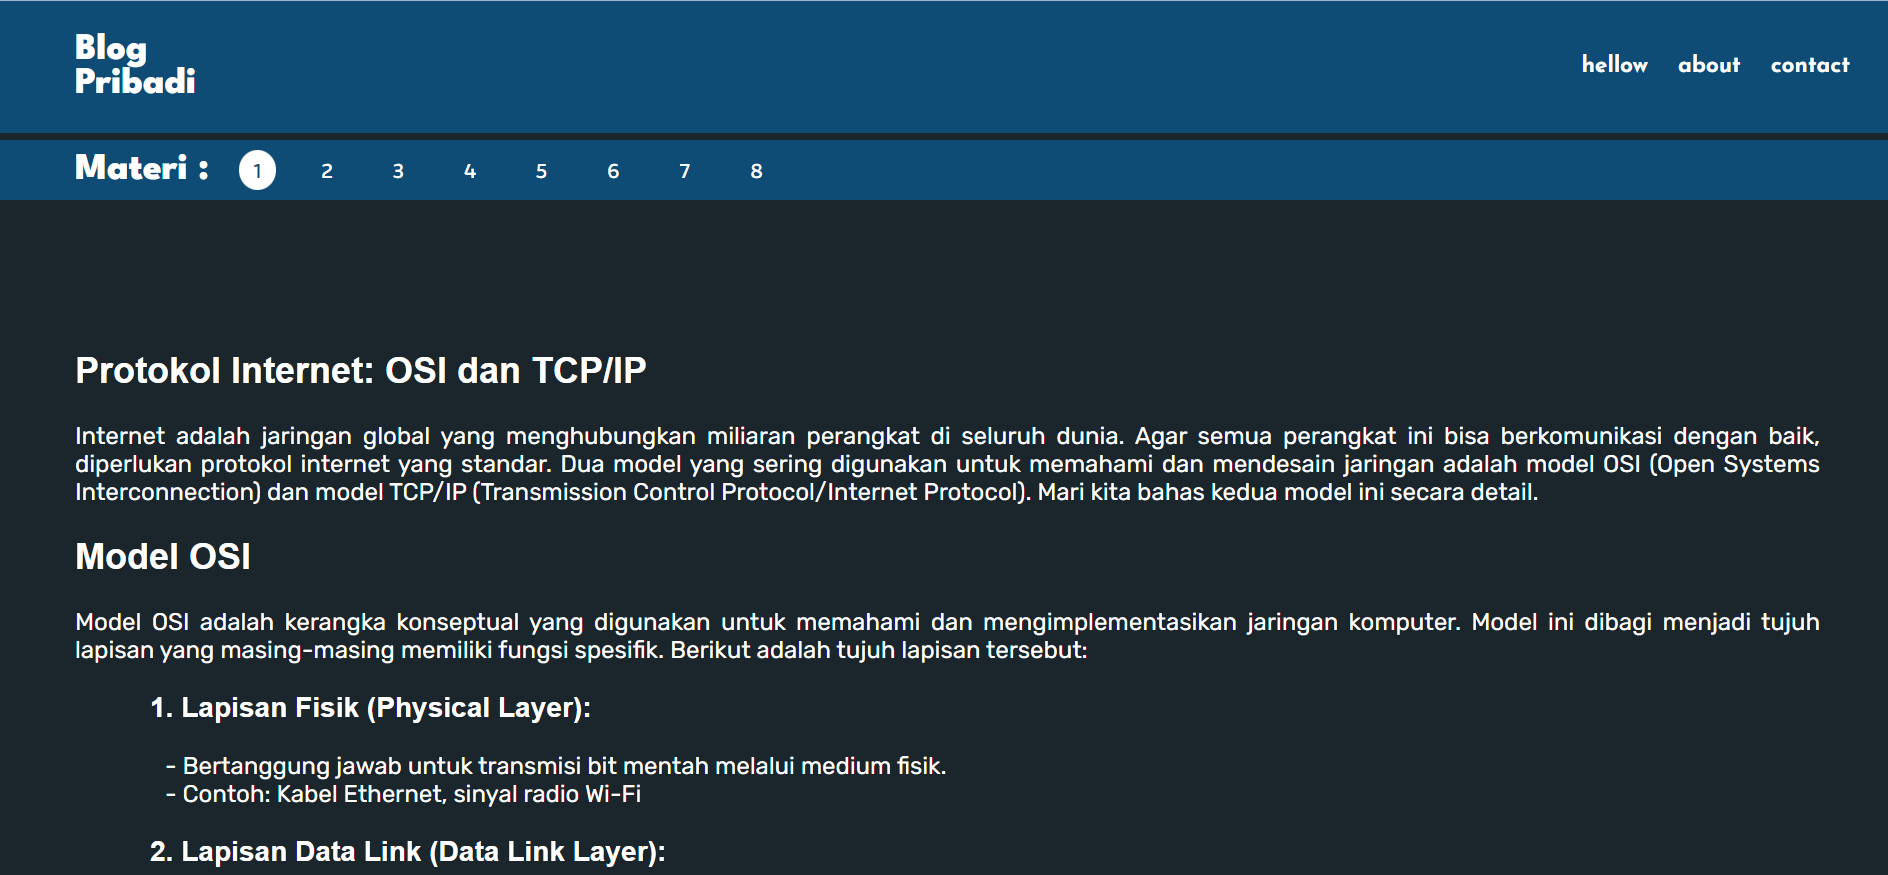 Blog
Pribadi
hellow about contact
Materi : 1 2 3 4 5 6 7 8
Protokol Internet: OSI dan TCP/IP
Internet adalah jaringan global yang menghubungkan miliaran perangkat di seluruh dunia. Agar semua perangkat ini bisa berkomunikasi dengan baik,
diperlukan protokol internet yang standar. Dua model yang sering digunakan untuk memahami dan mendesain jaringan adalah model OSI (Open Systems
Interconnection) dan model TCP/IP (Transmission Control Protocol/Internet Protocol). Mari kita bahas kedua model ini secara detail.
Model OSI
Model OSI adalah kerangka konseptual yang digunakan untuk memahami dan mengimplementasikan jaringan komputer. Model ini dibagi menjadi tujuh
lapisan yang masing-masing memiliki fungsi spesifik. Berikut adalah tujuh lapisan tersebut:
1. Lapisan Fisik (Physical Layer):
- Bertanggung jawab untuk transmisi bit mentah melalui medium fisik.
- Contoh: Kabel Ethernet, sinyal radio Wi-Fi
2. Lapisan Data Link (Data Link Layer):